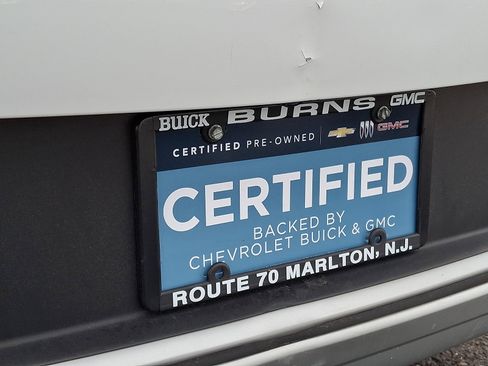 BUICK BURNS GMC
CERTIFIED PRE-OWNED GMC
CERTIFIED
BACKED BY
CHEVROLET BUICK & GMC
ROUTE 70 MARLTON, N.J.